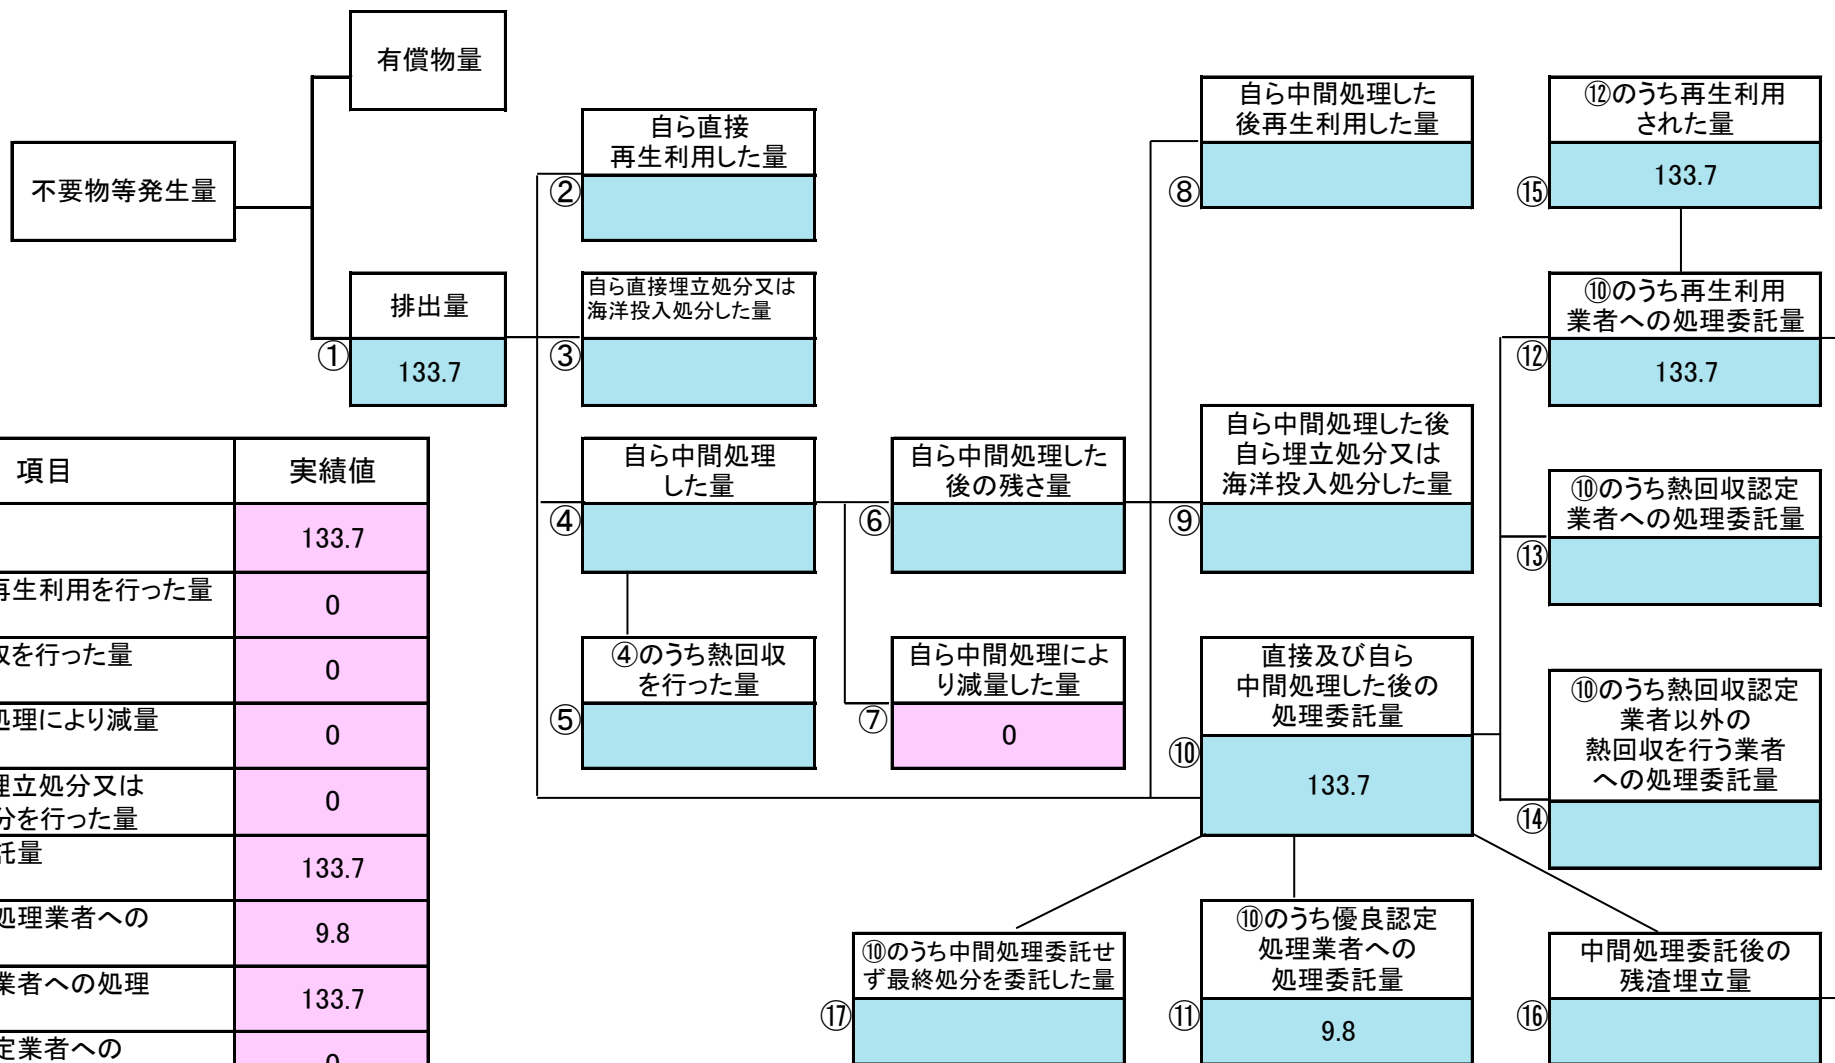 有償物量
不要物等発生量
排出量
①
133.7
自ら直接
再生利用した量
②
自ら直接埋立処分又は
海洋投入処分した量
③
自ら中間処理
した量
④
④のうち熱回収
を行った量
⑤
自ら中間処理した
後の残さ量
⑥
自ら中間処理によ
り減量した量
⑦
0
自ら中間処理した
後再生利用した量
⑧
自ら中間処理した後
自ら埋立処分又は
海洋投入処分した量
⑨
直接及び自ら
中間処理した後の
処理委託量
⑩
133.7
⑫のうち再生利用
された量
⑮
133.7
⑩のうち再生利用
業者への処理委託量
⑫
133.7
⑩のうち熱回収認定
業者への処理委託量
⑬
⑩のうち熱回収認定
業者以外の
熱回収を行う業者
への処理委託量
⑭
⑩のうち中間処理委託せ
ず最終処分を委託した量
⑰
⑩のうち優良認定
処理業者への
処理委託量
⑪
9.8
中間処理委託後の
残渣埋立量
⑯
項目 実績値
133.7
再生利用を行った量
0
を行った量
0
処理により減量
0
埋立処分又は
分を行った量
0
託量
133.7
処理業者への
9.8
業者への処理
133.7
定業者への
0